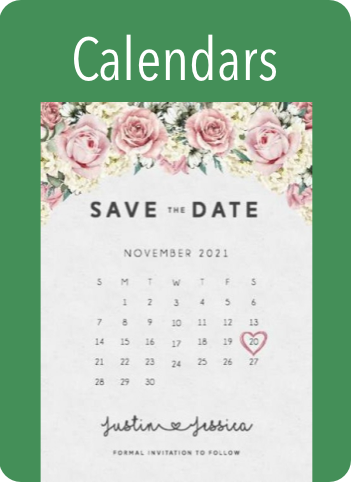 Calendars
SAVE THE DATE
NOVEMBER 2021
S M T W T F S
1 2 3 4 5 6
7 8 9 10 11 12 13
14 15 16 17 18 19 20
21 22 23 24 25 26 27
28 29 30
Justin Jessica
FORMAL INVITATION TO FOLLOW